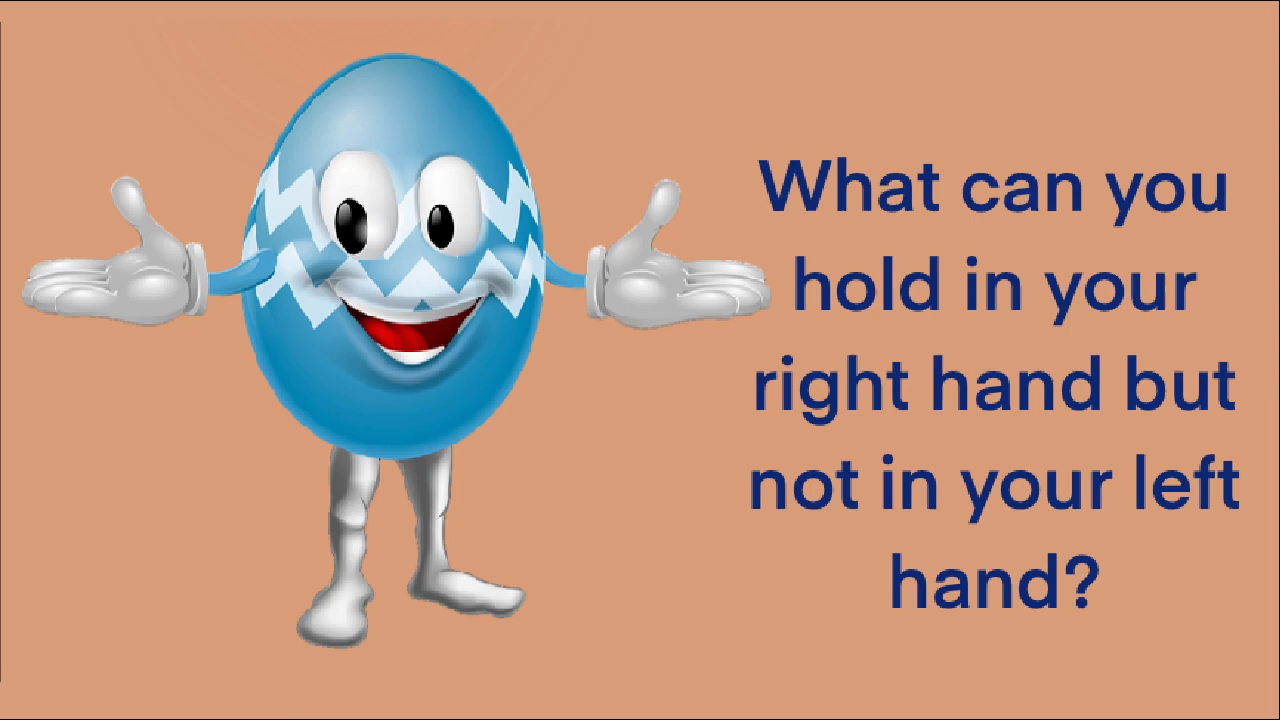 What can you
hold in your
right hand but
not in your left
hand?